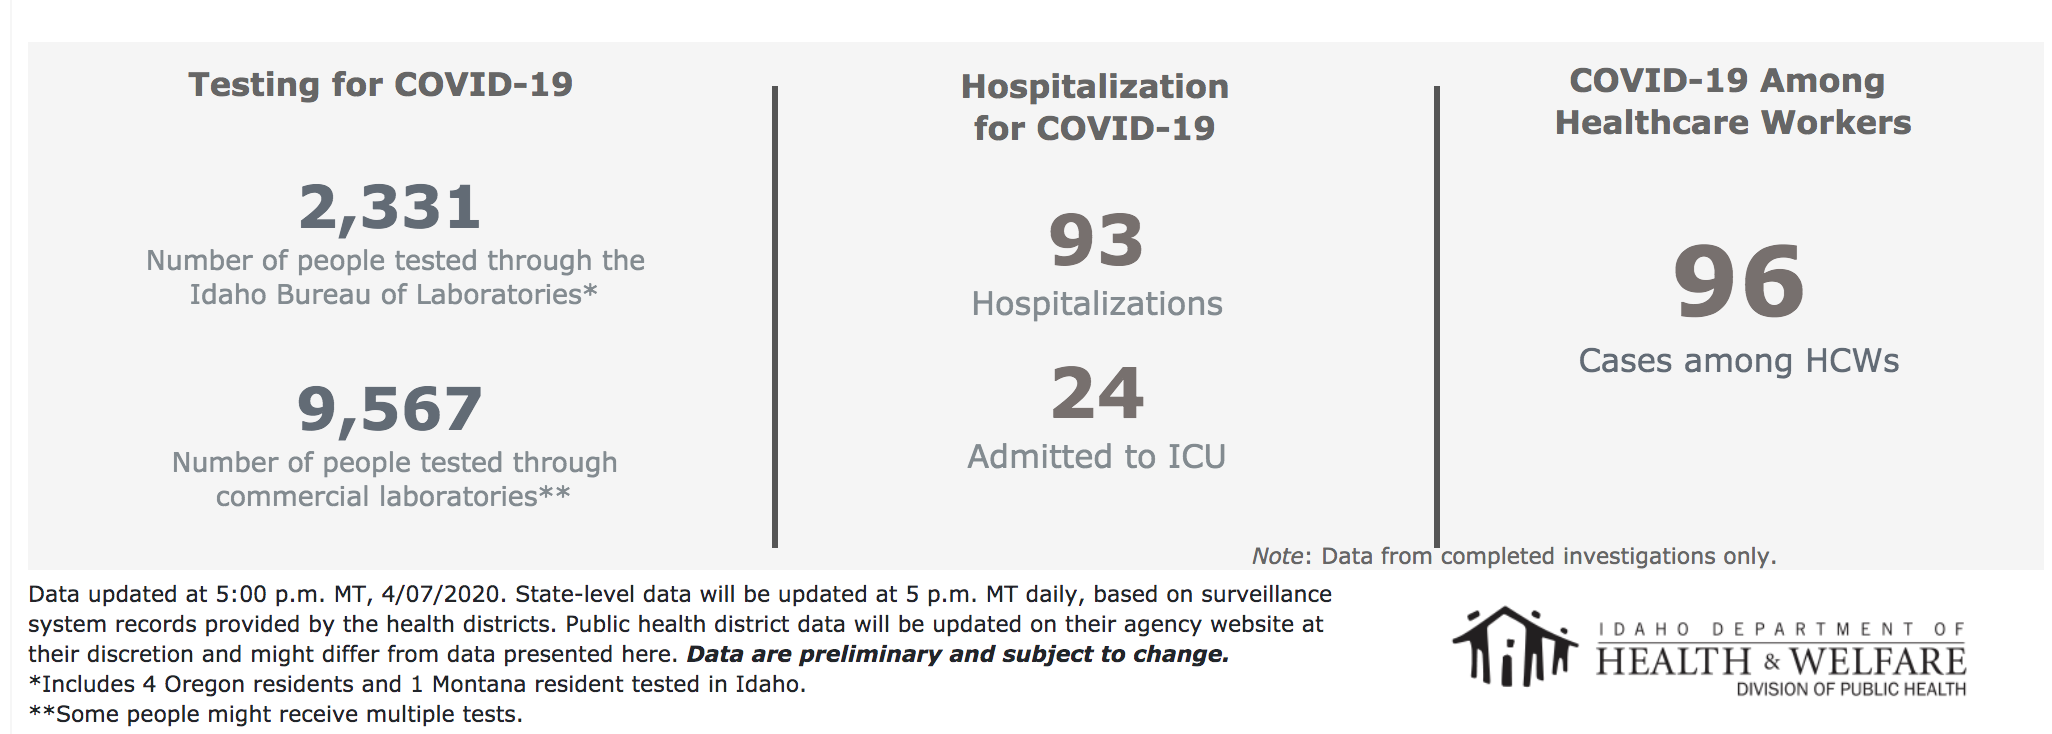 Testing for COVID-19
2,331
Number of people tested through the
Idaho Bureau of Laboratories*
9,567
Number of people tested through
commercial laboratories**
Hospitalization
for COVID-19
93
Hospitalizations
24
Admitted to ICU
COVID-19 Among
Healthcare Workers
96
Cases among HCWs
Note: Data from completed investigations only.
Data updated at 5:00 p.m. MT, 4/07/2020. State-level data will be updated at 5 p.m. MT daily, based on surveillance
system records provided by the health districts. Public health district data will be updated on their agency website at
their discretion and might differ from data presented here. Data are preliminary and subject to change.
*Includes 4 Oregon residents and 1 Montana resident tested in Idaho.
**Some people might receive multiple tests.
IDAHO DEPARTMENT OF
HEALTH & WELFARE
DIVISION OF PUBLIC HEALTH